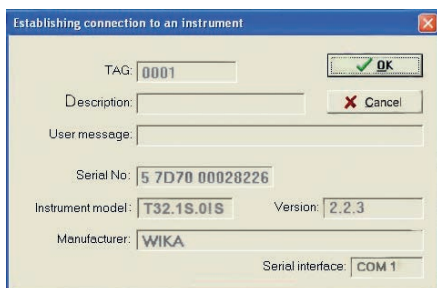 Establishing connection to an instrument
TAG: 0001
OK
Description:
Cancel
User message:
Serial No: 5 7D70 00028226
Instrument model: T32.1S.0IS Version: 2.2.3
Manufacturer: WIKA
Serial interface: COM 1